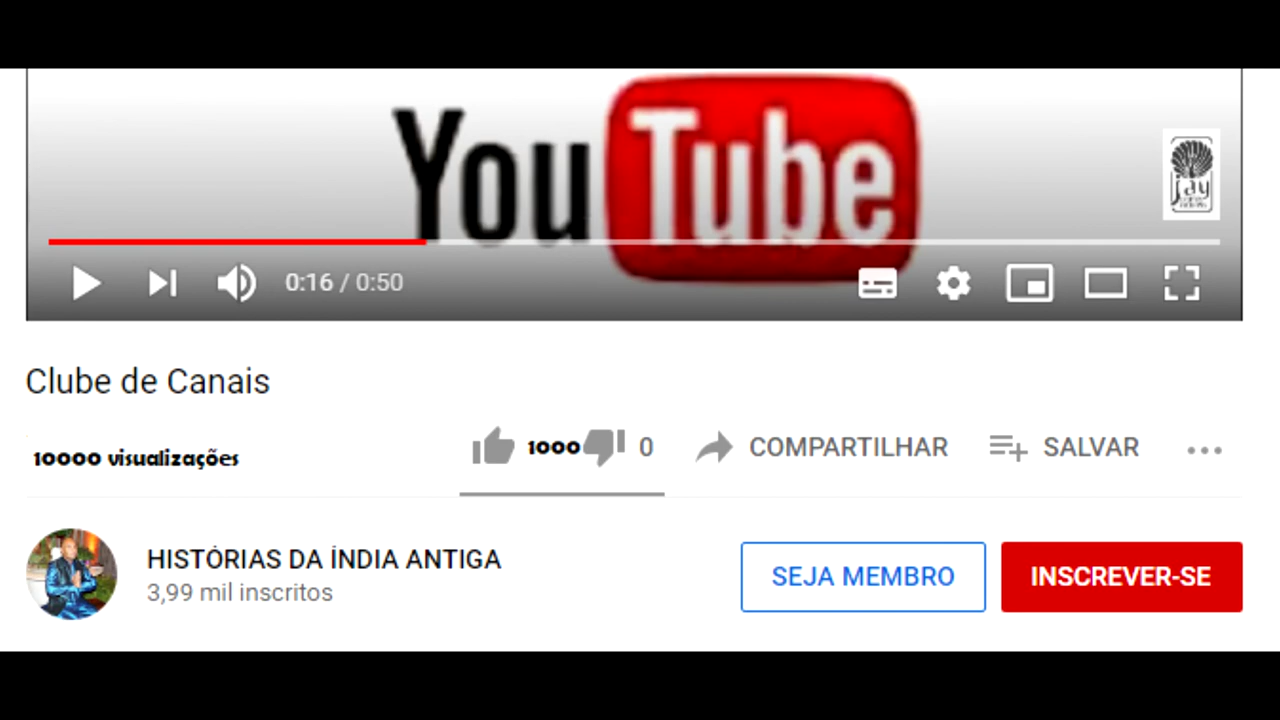 YouTube
jay
0:16 / 0:50
Clube de Canais
10000 visualizações
1000 0 COMPARTILHAR SALVAR
HISTÓRIAS DA ÍNDIA ANTIGA
3,99 mil inscritos
SEJA MEMBRO INSCREVER-SE